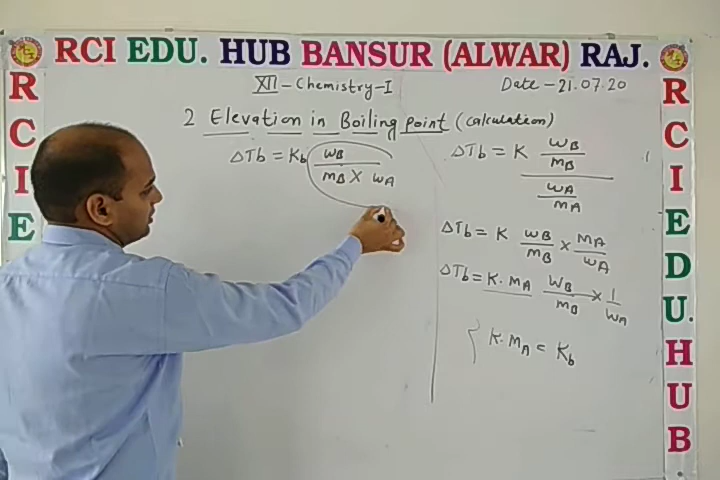 RCI EDU. HUB BANSUR (ALWAR) RAJ.
RCIE
RCIEDU.HUB
XII - Chemistry - I
Date - 21.07.20
2 Elevation in Boiling point (calculation)
ΔTb = Kb wB / mB × wA
ΔTb = K wB/mB / wA/mA
ΔTb = K wB/mB × MA/wA
ΔTb = K. MA WB/mB × 1/WA
{ K. MA = Kb